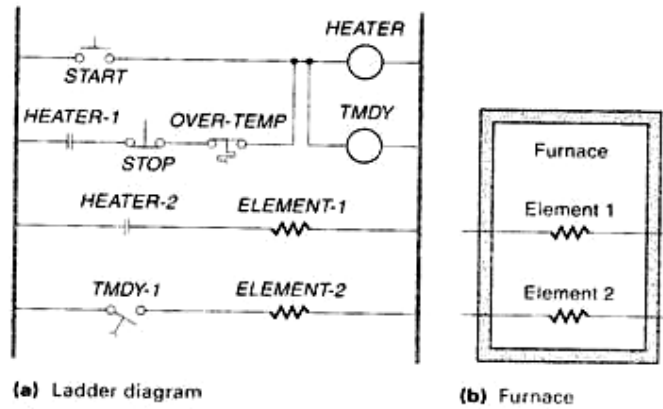 HEATER
START
HEATER-1
OVER-TEMP
TMDY
STOP
HEATER-2
ELEMENT-1
TMDY-1
ELEMENT-2
(a) Ladder diagram
Furnace
Element 1
Element 2
(b) Furnace